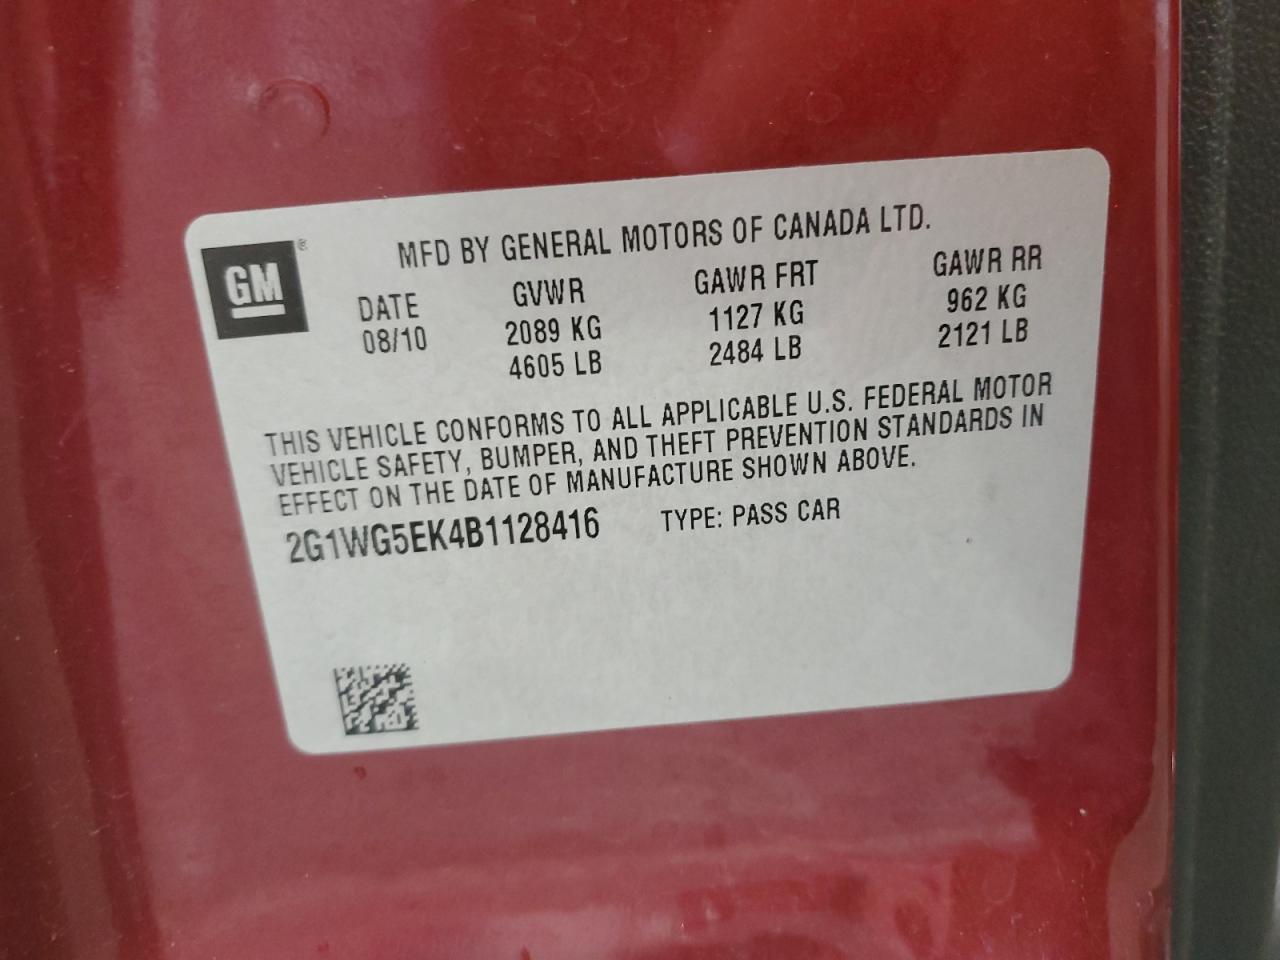 GM ®
MFD BY GENERAL MOTORS OF CANADA LTD.
DATE GVWR GAWR FRT GAWR RR
08/10 2089 KG 1127 KG 962 KG
4605 LB 2484 LB 2121 LB
THIS VEHICLE CONFORMS TO ALL APPLICABLE U.S. FEDERAL MOTOR
VEHICLE SAFETY, BUMPER, AND THEFT PREVENTION STANDARDS IN
EFFECT ON THE DATE OF MANUFACTURE SHOWN ABOVE.
2G1WG5EK4B1128416 TYPE: PASS CAR